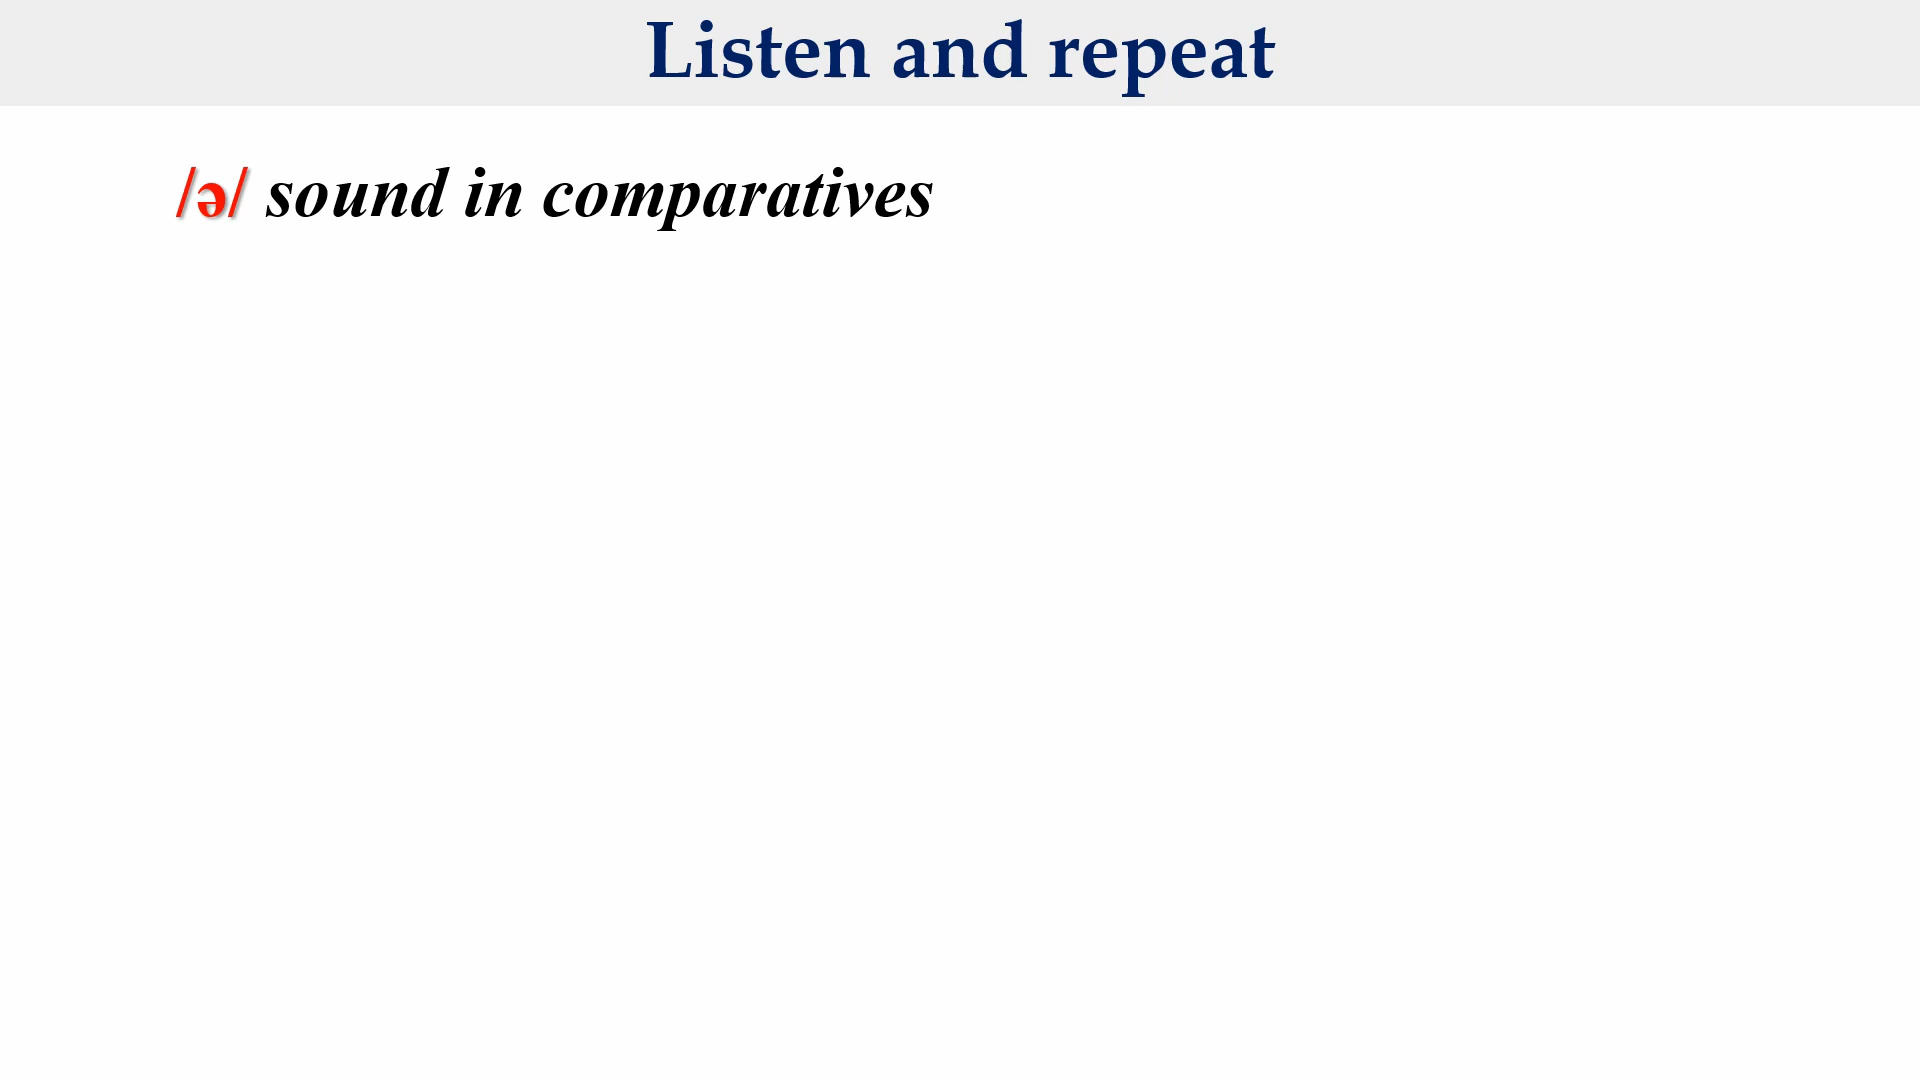 Listen and repeat
/ə/ sound in comparatives